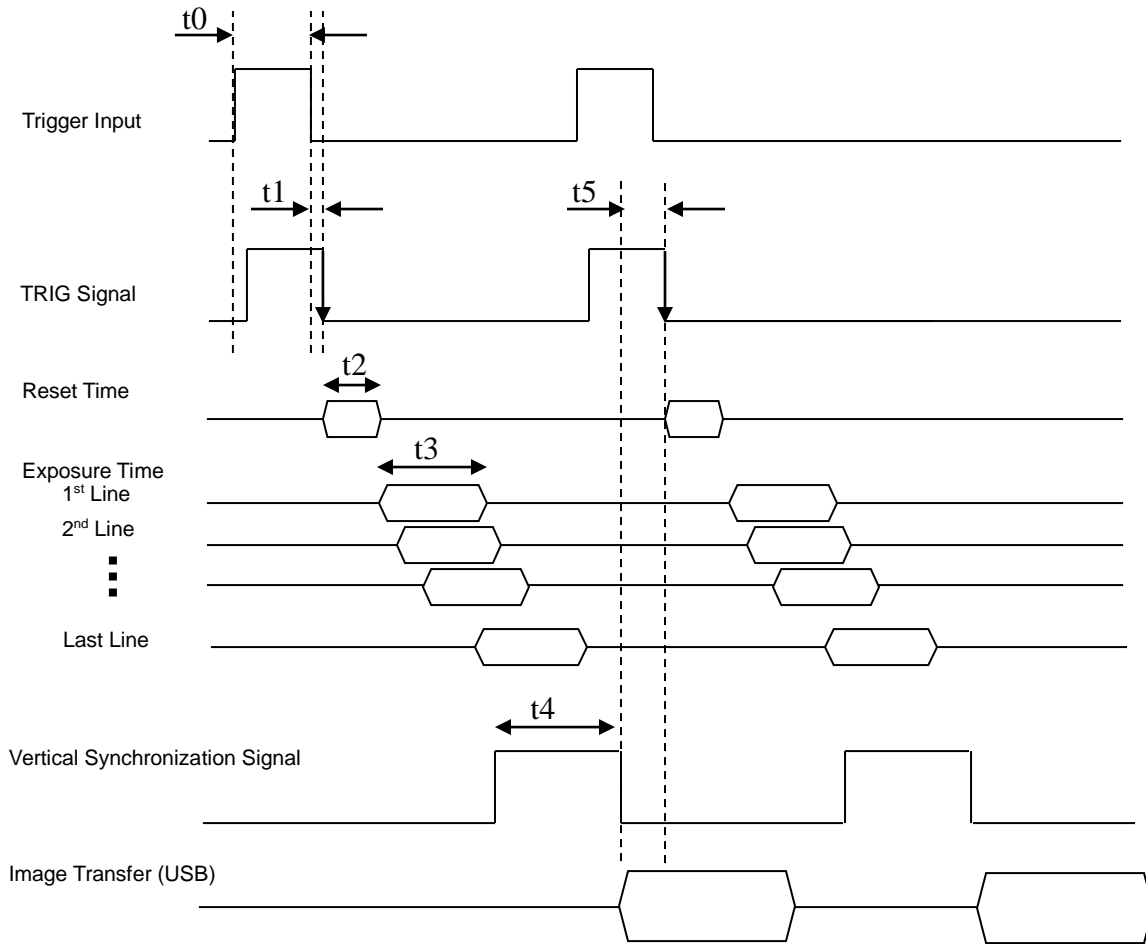 t0
Trigger Input
t1
t5
TRIG Signal
t2
Reset Time
t3
Exposure Time
1st Line
2nd Line
Last Line
t4
Vertical Synchronization Signal
Image Transfer (USB)